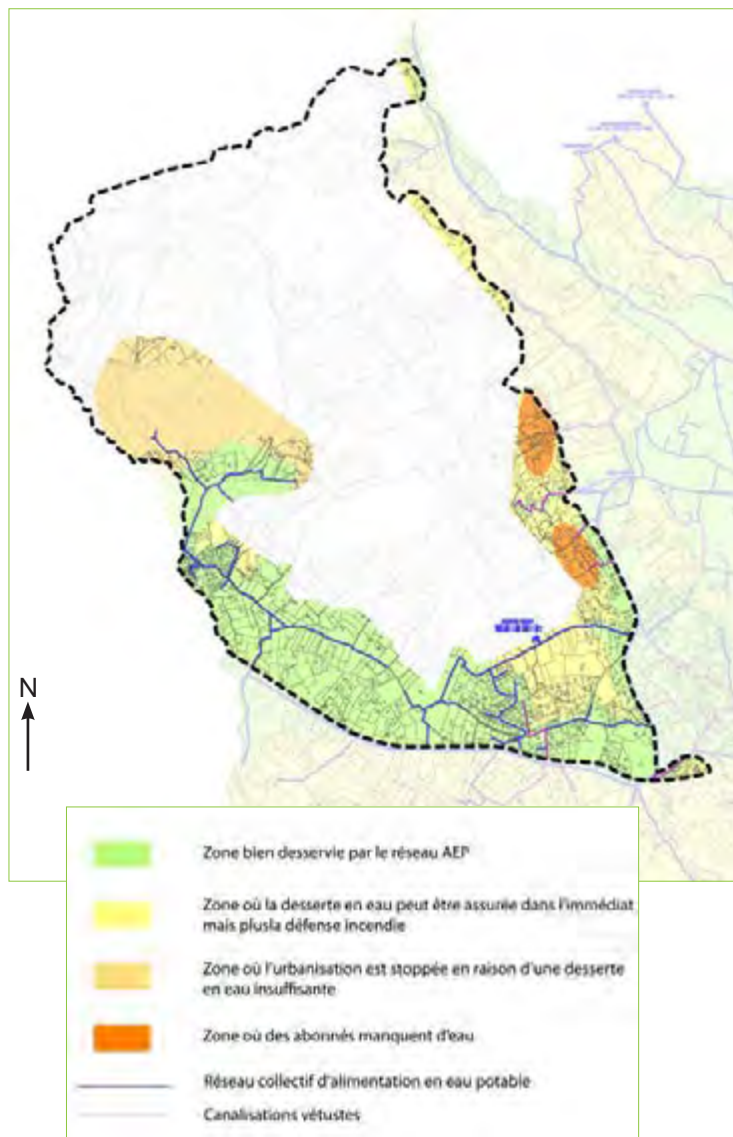 N
Zone bien desservie par le réseau AEP
Zone où la desserte en eau peut être assurée dans l'immédiat
mais plusla défense incendie
Zone où l'urbanisation est stoppée en raison d'une desserte
en eau insuffisante
Zone où des abonnés manquent d'eau
Réseau collectif d'alimentation en eau potable
Canalisations vétustes